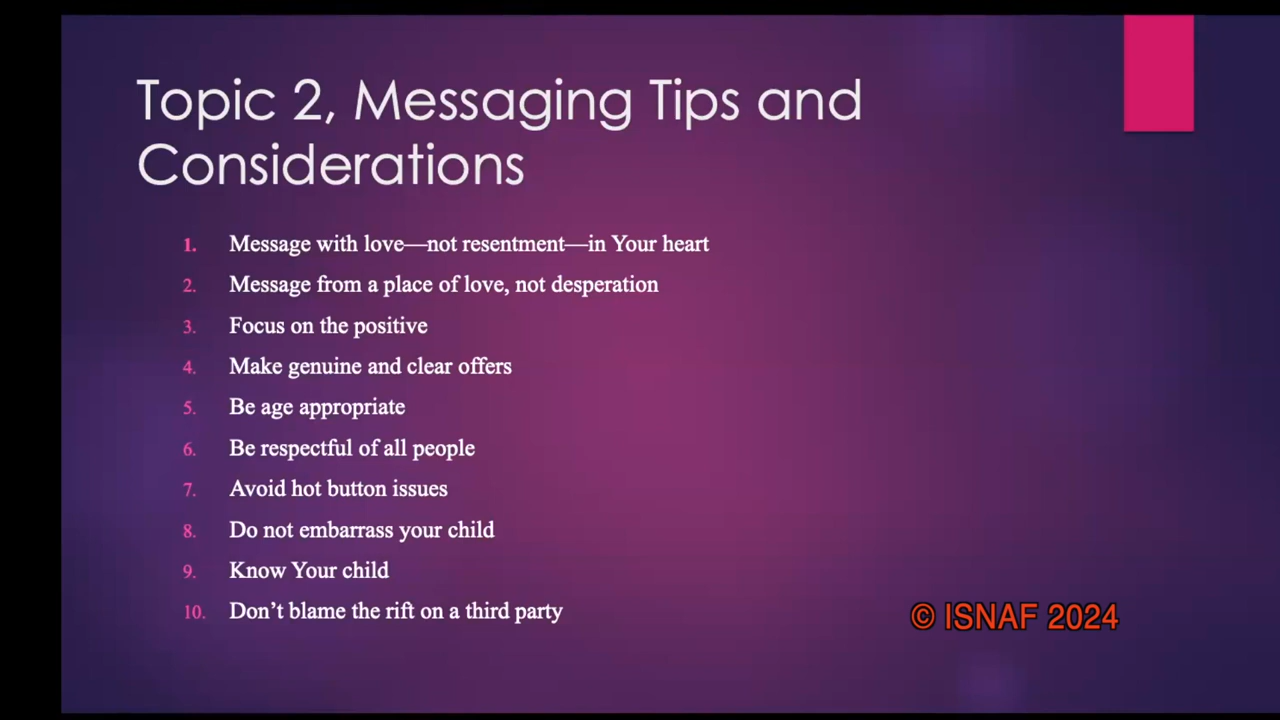 Topic 2, Messaging Tips and
Considerations
1. Message with love—not resentment—in Your heart
2. Message from a place of love, not desperation
3. Focus on the positive
4. Make genuine and clear offers
5. Be age appropriate
6. Be respectful of all people
7. Avoid hot button issues
8. Do not embarrass your child
9. Know Your child
10. Don’t blame the rift on a third party
© ISNAF 2024